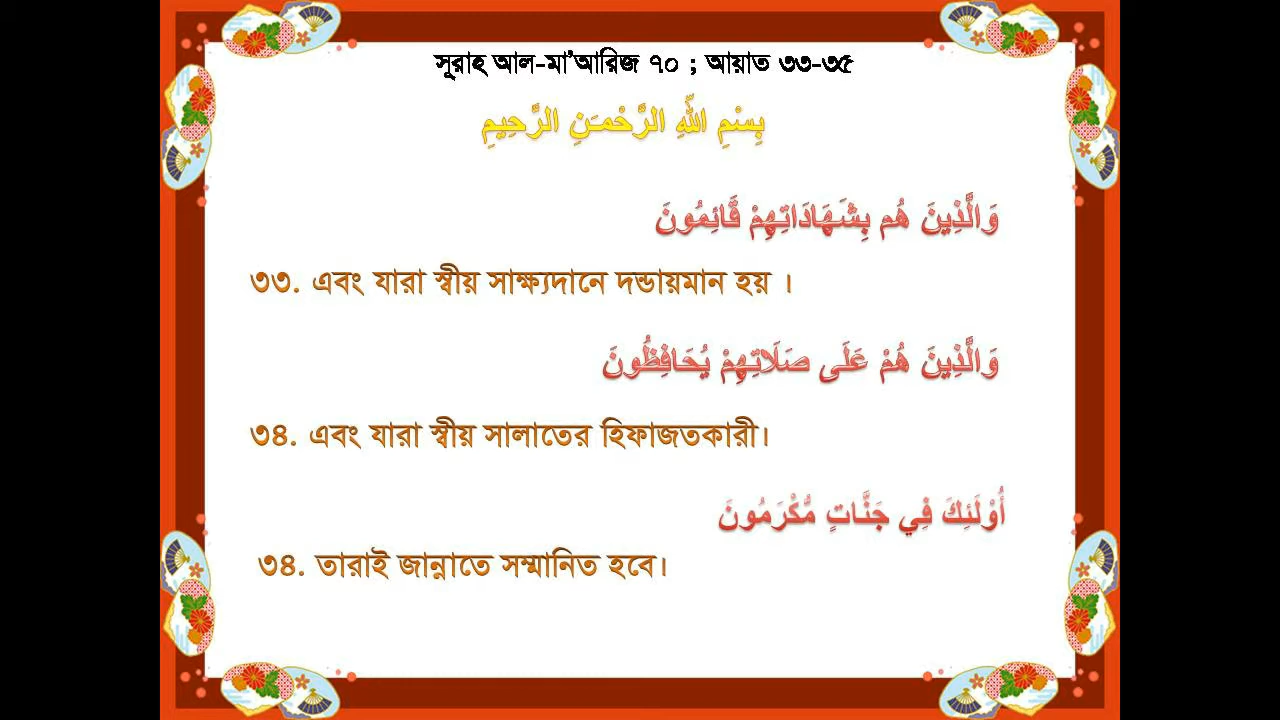 সূরাহ আল-মা’আরিজ ৭০ ; আয়াত ৩৩-৩৫
بِسْمِ اللَّهِ الرَّحْمَـنِ الرَّحِيمِ
وَالَّذِينَ هُم بِشَهَادَاتِهِمْ قَائِمُونَ
৩৩. এবং যারা স্বীয় সাক্ষ্যদানে দন্ডায়মান হয় ।
وَالَّذِينَ هُمْ عَلَى صَلَاتِهِمْ يُحَافِظُونَ
৩৪. এবং যারা স্বীয় সালাতের হিফাজতকারী।
أُوْلَئِكَ فِي جَنَّاتٍ مُّكْرَمُونَ
৩৪. তারাই জান্নাতে সম্মানিত হবে।